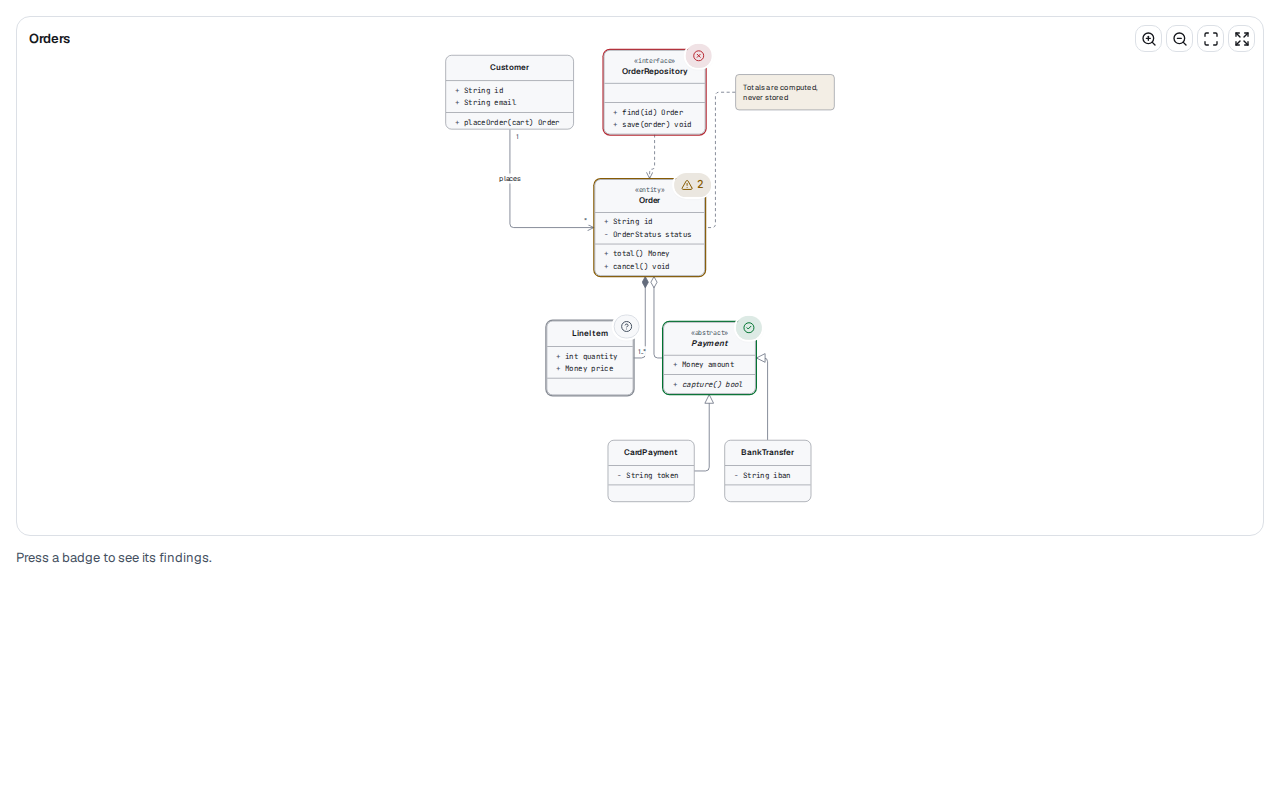 Orders
Customer
+ String id
+ String email
+ placeOrder(cart) Order
«interface»
OrderRepository
+ find(id) Order
+ save(order) void
Totals are computed,
never stored
1
places
*
«entity»
Order
2
+ String id
- OrderStatus status
+ total() Money
+ cancel() void
LineItem
+ int quantity
+ Money price
1..*
«abstract»
Payment
+ Money amount
+ capture() bool
CardPayment
- String token
BankTransfer
- String iban
Press a badge to see its findings.